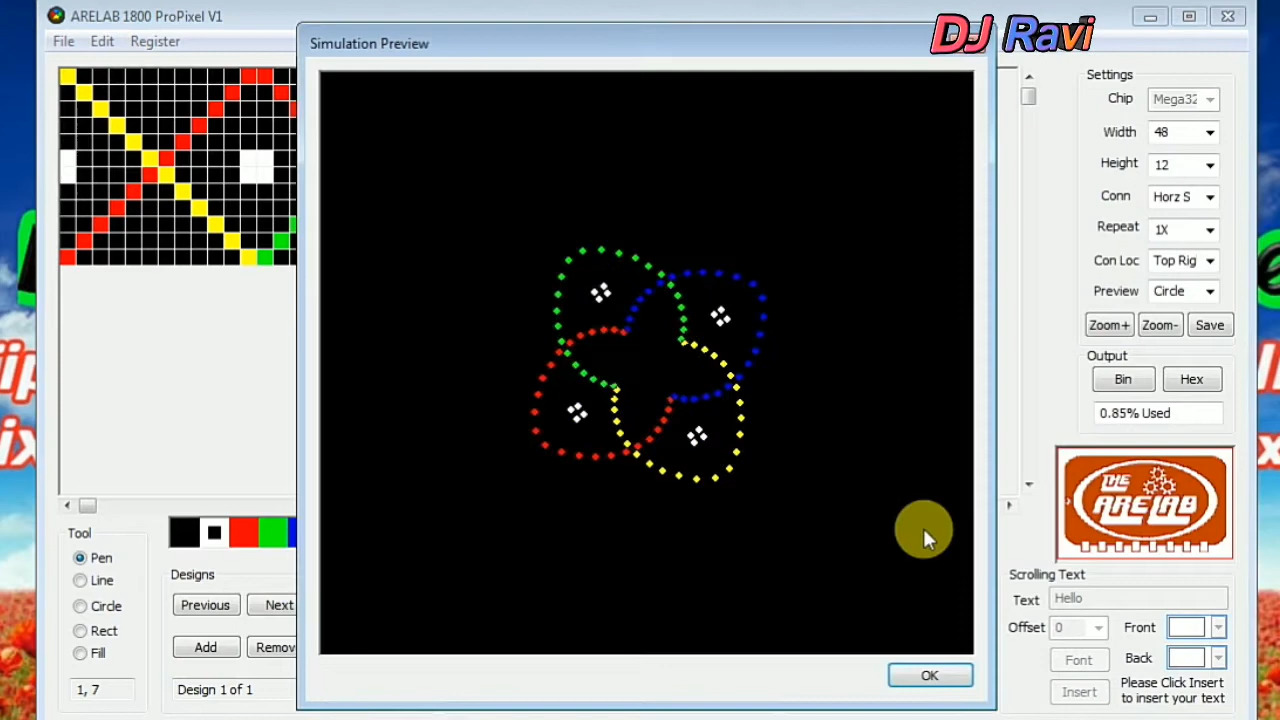 ARELAB 1800 ProPixel V1
DJ Ravi
File Edit Register
Simulation Preview
Settings
Chip Mega32
Width 48
Height 12
Conn Horz S
Repeat 1X
Con Loc Top Rig
Preview Circle
Zoom+ Zoom- Save
Output
Bin Hex
0.85% Used
THE
ARELAB
Tool
Pen
Line
Circle
Rect
Fill
1, 7
Designs
Previous Next
Add Remov
Design 1 of 1
OK
Scrolling Text
Text Hello
Offset 0 Front
Font Back
Insert Please Click Insert
to insert your text